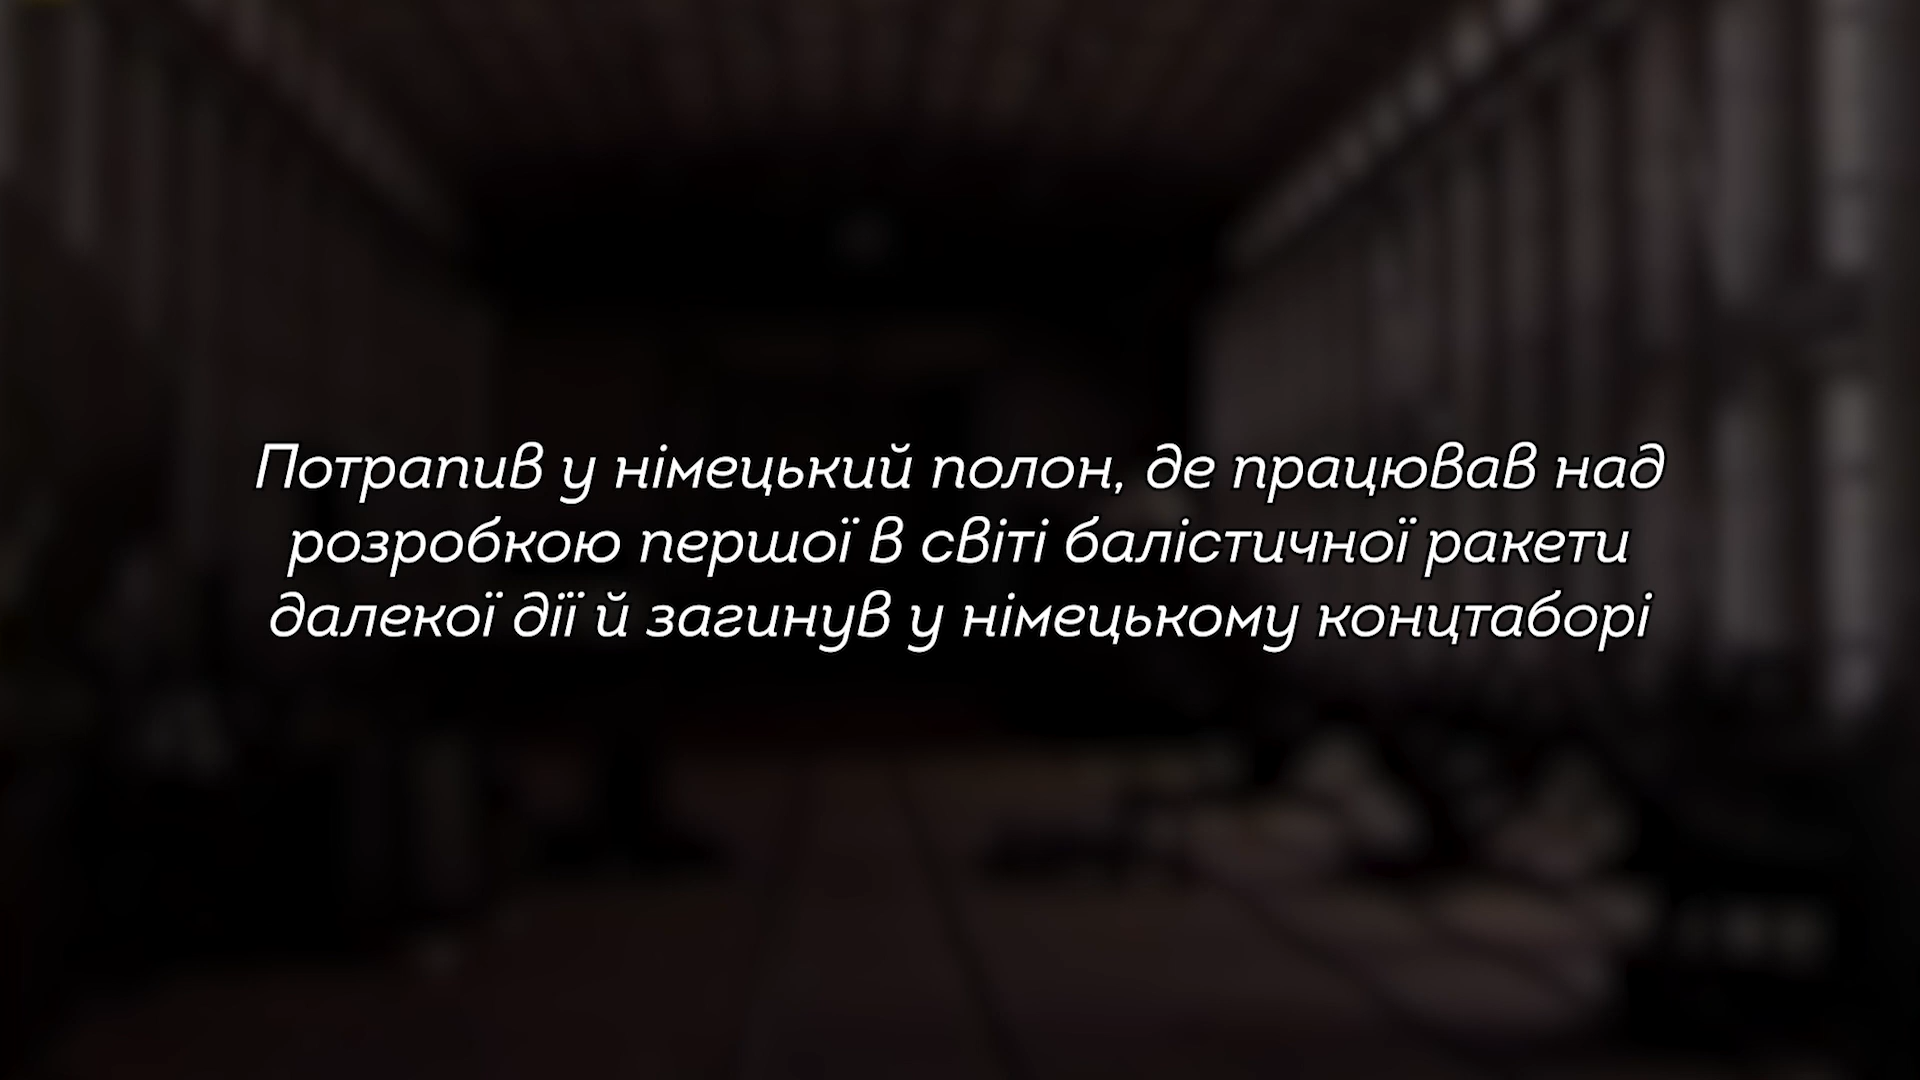 Потрапив у німецький полон, де працював над
розробкою першої в світі балістичної ракети
далекої дії й загинув у німецькому концтаборі